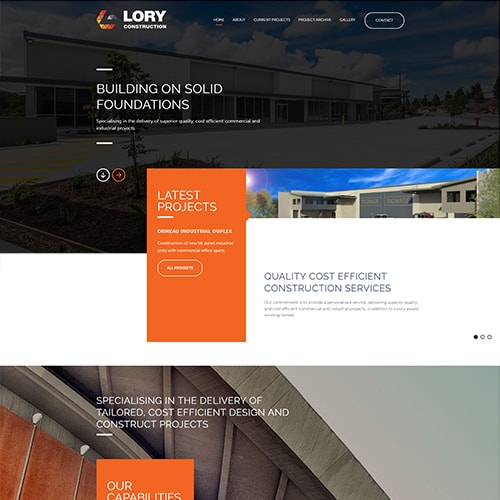 LORY
CONSTRUCTION
HOME ABOUT CURRENT PROJECTS PROJECT ARCHIVE GALLERY CONTACT
BUILDING ON SOLID
FOUNDATIONS
Specialising in the delivery of superior quality, cost efficient commercial and
industrial projects
LATEST
PROJECTS
ORMEAU INDUSTRIAL DUPLEX
Construction of new tilt panel industrial
units with commercial office space
ALL PROJECTS
SIGNAGE
QUALITY COST EFFICIENT
CONSTRUCTION SERVICES
Our commitment is to provide a personalised service, delivering superior quality
and cost efficient commercial and industrial projects, in addition to luxury award
winning homes
SPECIALISING IN THE DELIVERY OF
TAILORED, COST EFFICIENT DESIGN AND
CONSTRUCT PROJECTS
OUR
CAPABILITIES